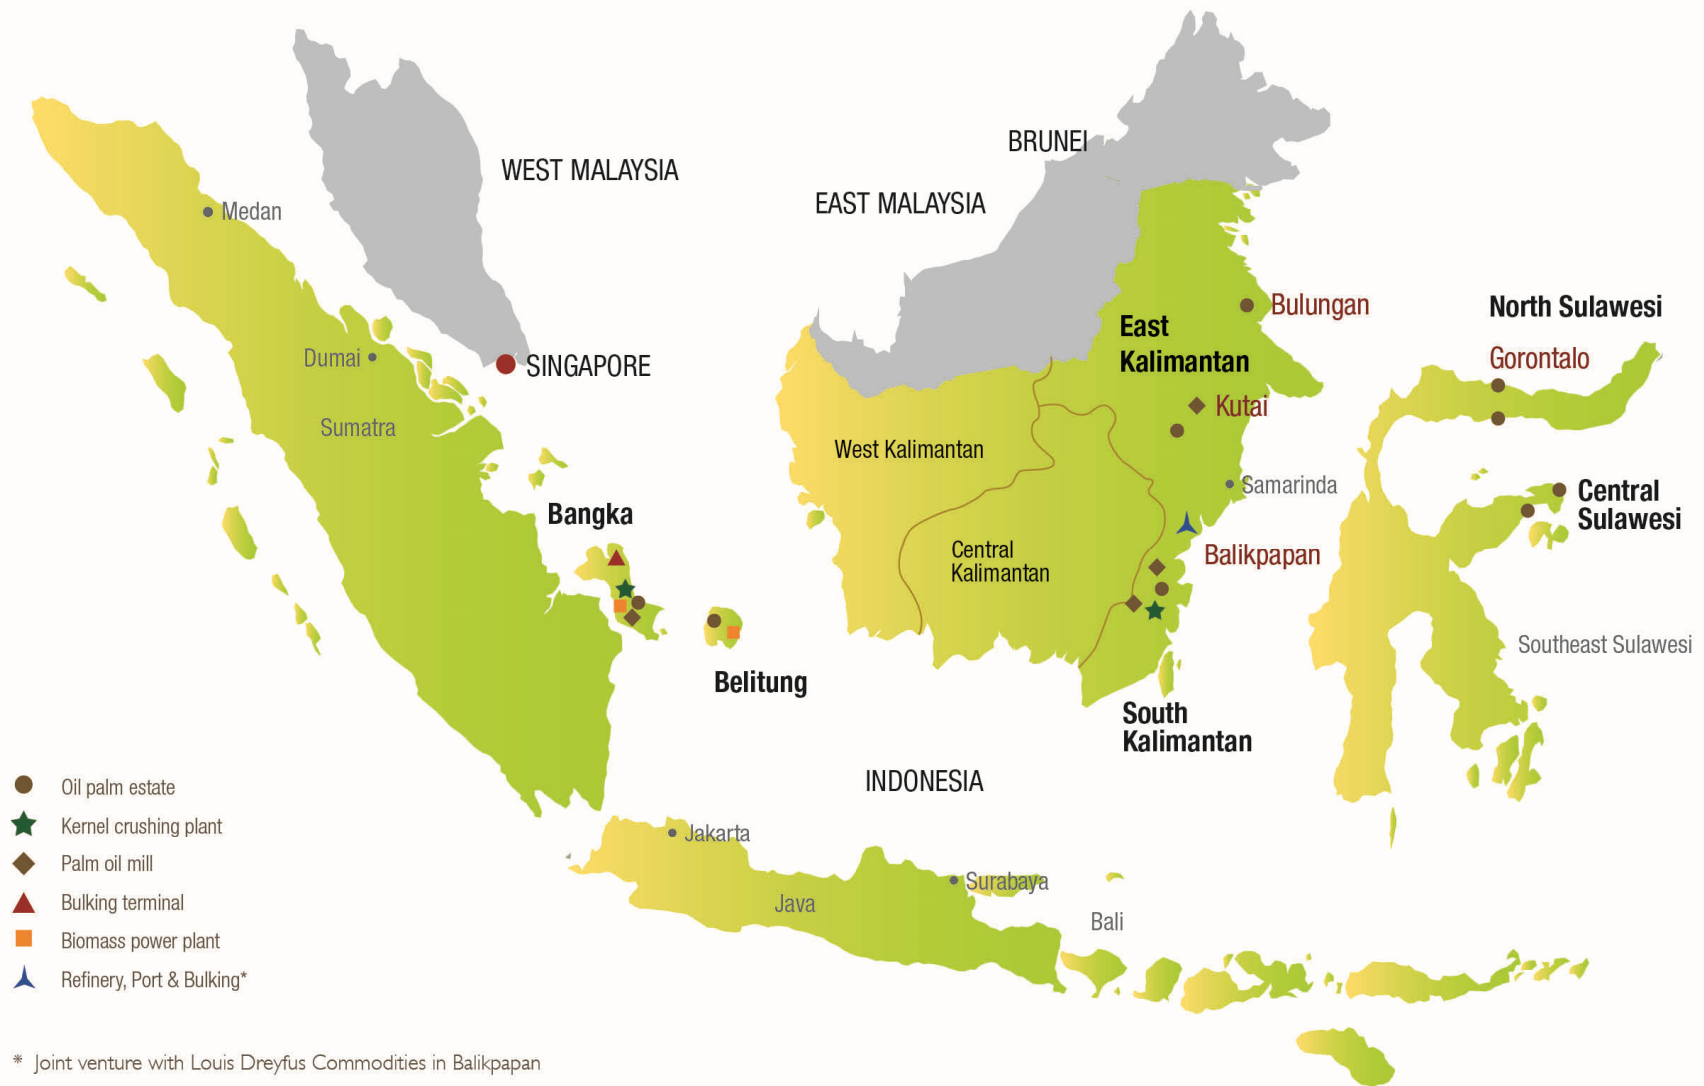 BRUNEI
WEST MALAYSIA
EAST MALAYSIA
Medan
Bulungan
North Sulawesi
East
Kalimantan
Gorontalo
Dumai
SINGAPORE
Kutai
Sumatra
West Kalimantan
Samarinda
Central
Sulawesi
Bangka
Central
Kalimantan
Balikpapan
Southeast Sulawesi
Belitung
South
Kalimantan
INDONESIA
Oil palm estate
Kernel crushing plant
Palm oil mill
Bulking terminal
Biomass power plant
Refinery, Port & Bulking*
Jakarta
Surabaya
Java
Bali
* Joint venture with Louis Dreyfus Commodities in Balikpapan